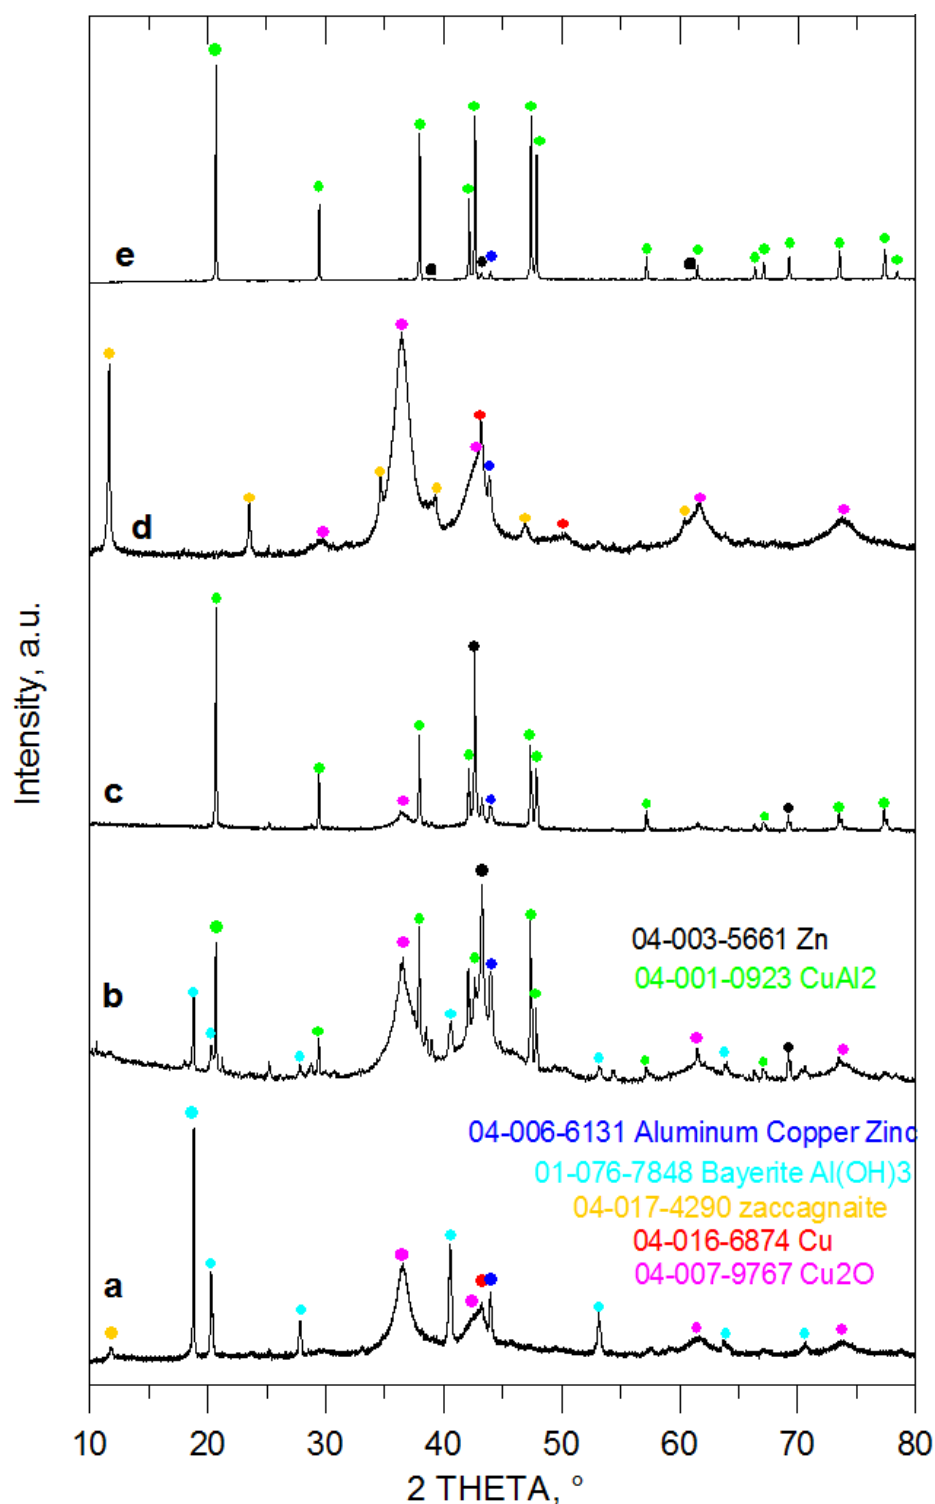 e
d
c
b
04-003-5661 Zn
04-001-0923 CuAl2
04-006-6131 Aluminum Copper Zinc
01-076-7848 Bayerite Al(OH)3
04-017-4290 zaccagnaite
04-016-6874 Cu
04-007-9767 Cu2O
a
Intensity, a.u.
10 20 30 40 50 60 70 80
2 THETA, °